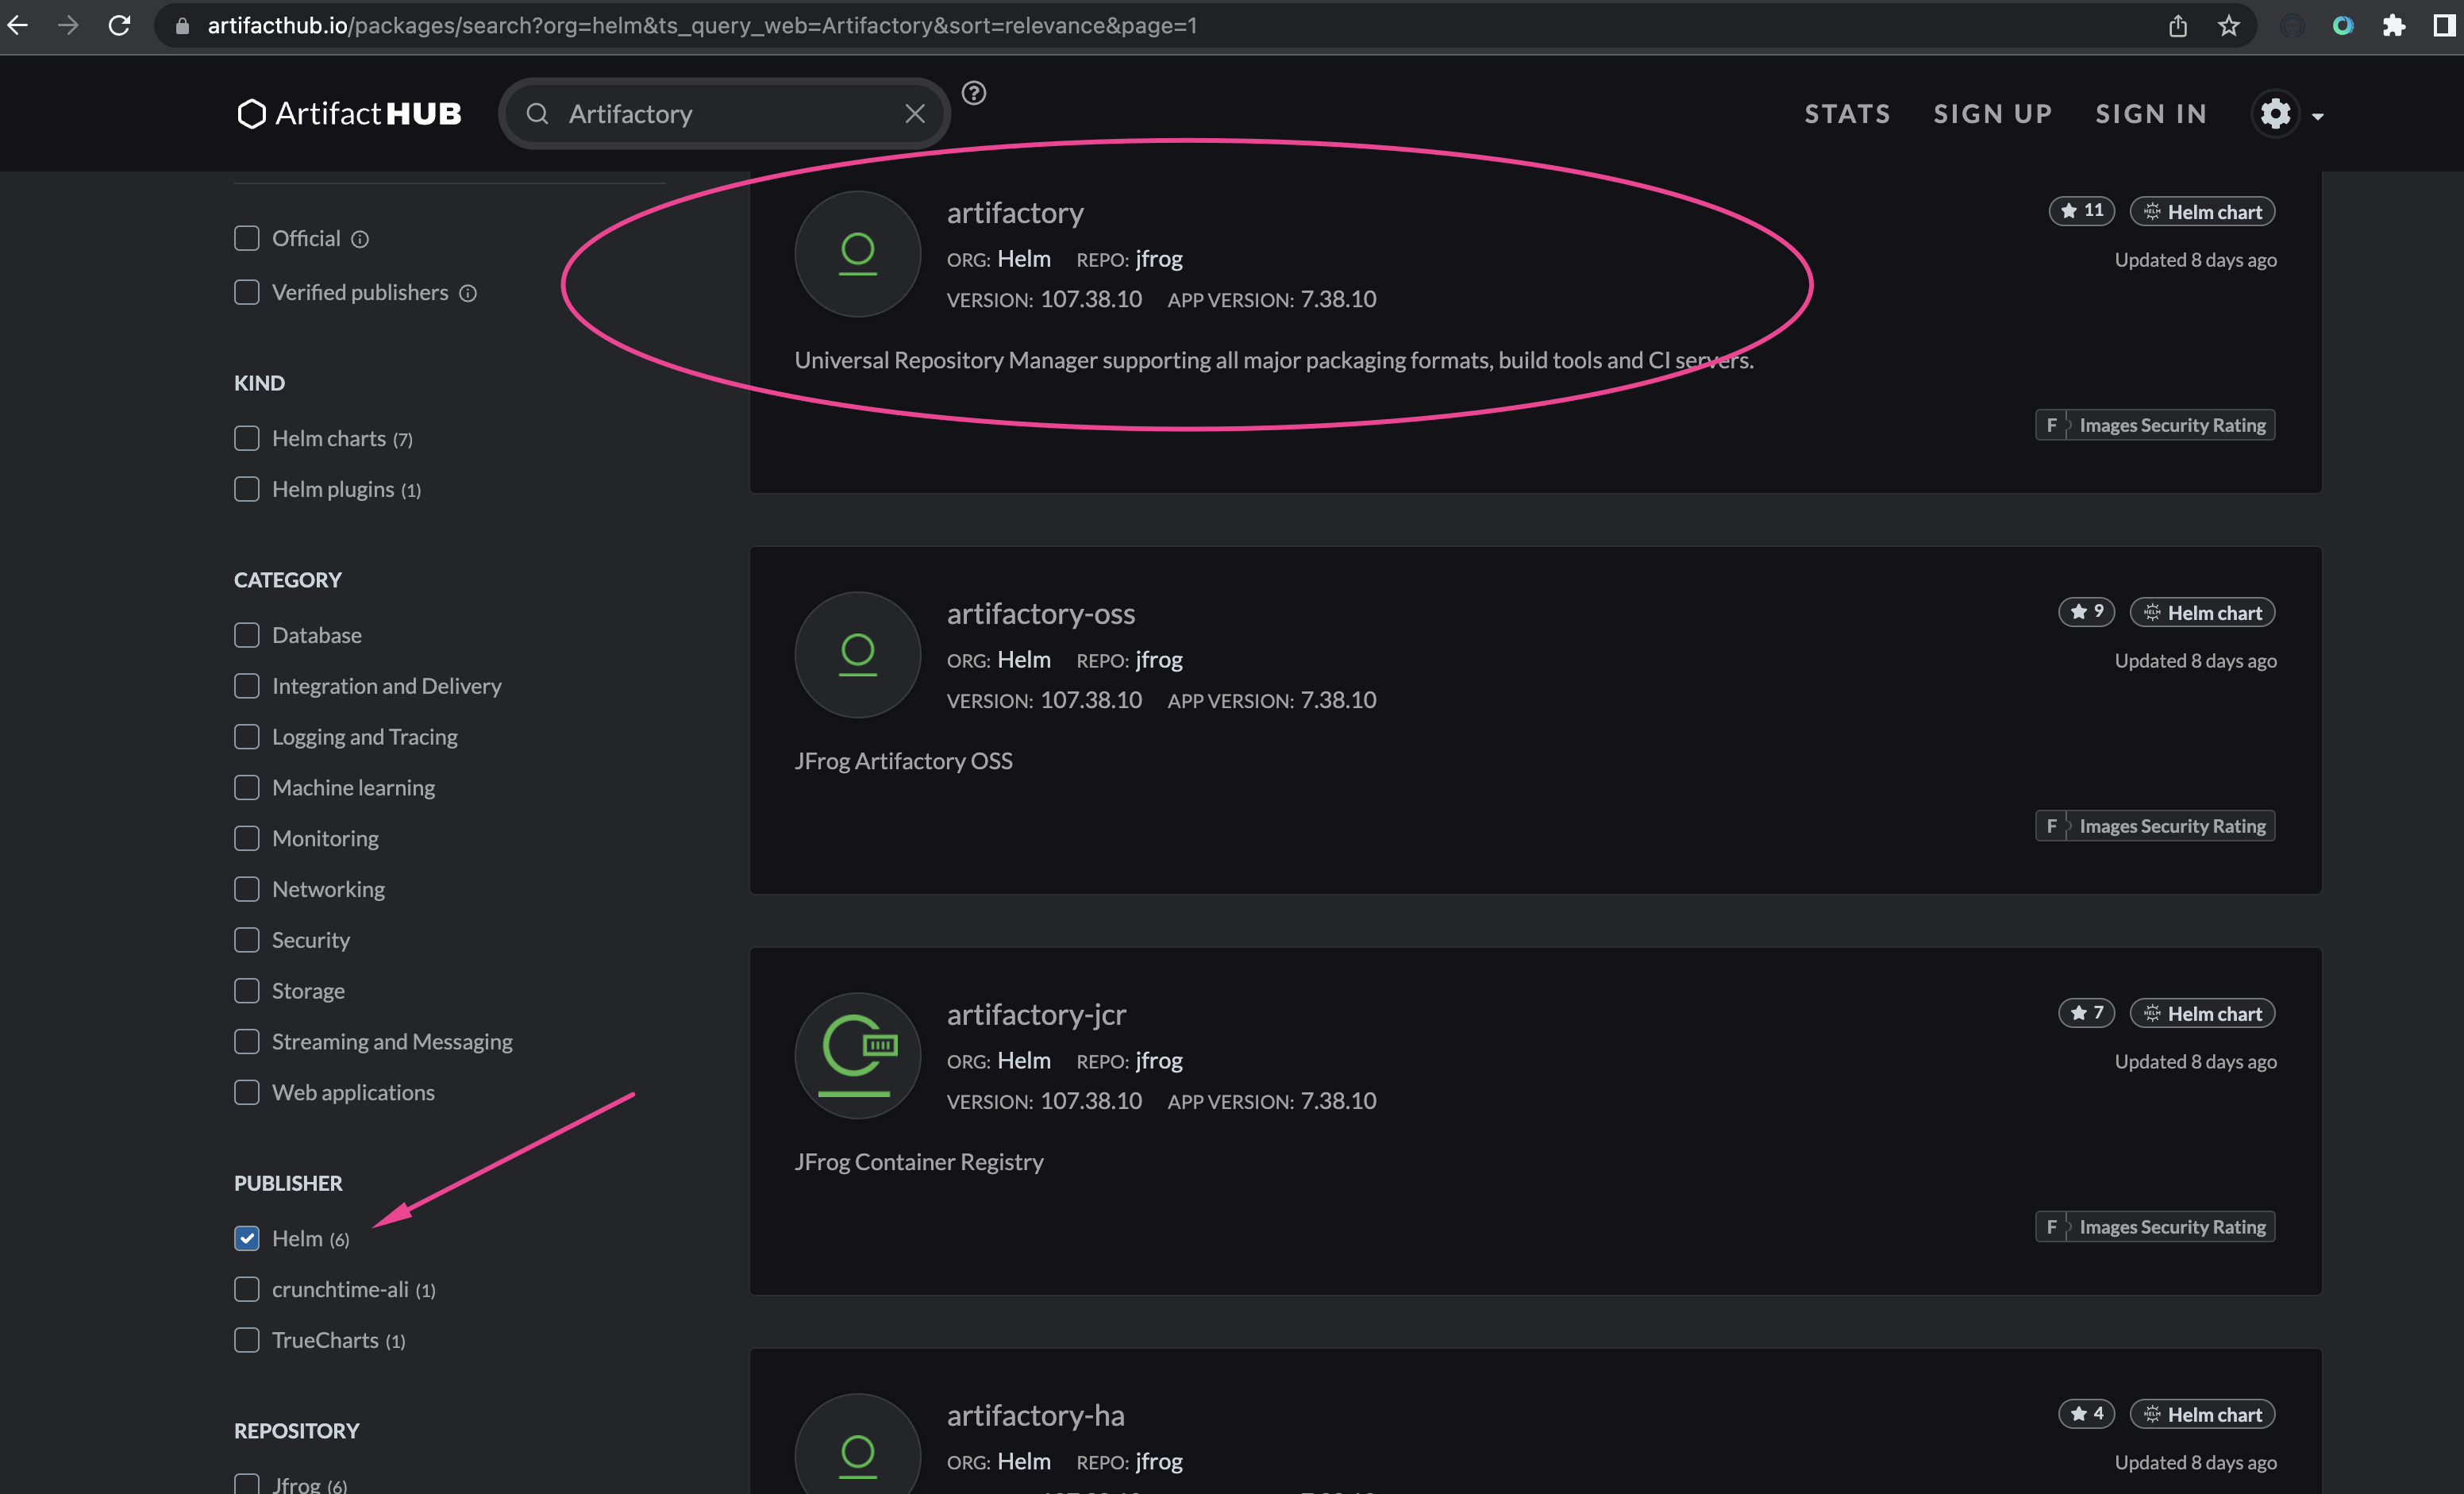 artifacthub.io/packages/search?org=helm&ts_query_web=Artifactory&sort=relevance&page=1
Artifact HUB
Artifactory
STATS
SIGN UP
SIGN IN
Official
Verified publishers
KIND
Helm charts (7)
Helm plugins (1)
CATEGORY
Database
Integration and Delivery
Logging and Tracing
Machine learning
Monitoring
Networking
Security
Storage
Streaming and Messaging
Web applications
PUBLISHER
Helm (6)
crunchtime-ali (1)
TrueCharts (1)
REPOSITORY
Jfrog (6)
artifactory
ORG: Helm REPO: jfrog
VERSION: 107.38.10 APP VERSION: 7.38.10
11
HELM Helm chart
Updated 8 days ago
Universal Repository Manager supporting all major packaging formats, build tools and CI servers.
F Images Security Rating
artifactory-oss
ORG: Helm REPO: jfrog
VERSION: 107.38.10 APP VERSION: 7.38.10
9
HELM Helm chart
Updated 8 days ago
JFrog Artifactory OSS
F Images Security Rating
artifactory-jcr
ORG: Helm REPO: jfrog
VERSION: 107.38.10 APP VERSION: 7.38.10
7
HELM Helm chart
Updated 8 days ago
JFrog Container Registry
F Images Security Rating
artifactory-ha
ORG: Helm REPO: jfrog
4
HELM Helm chart
Updated 8 days ago